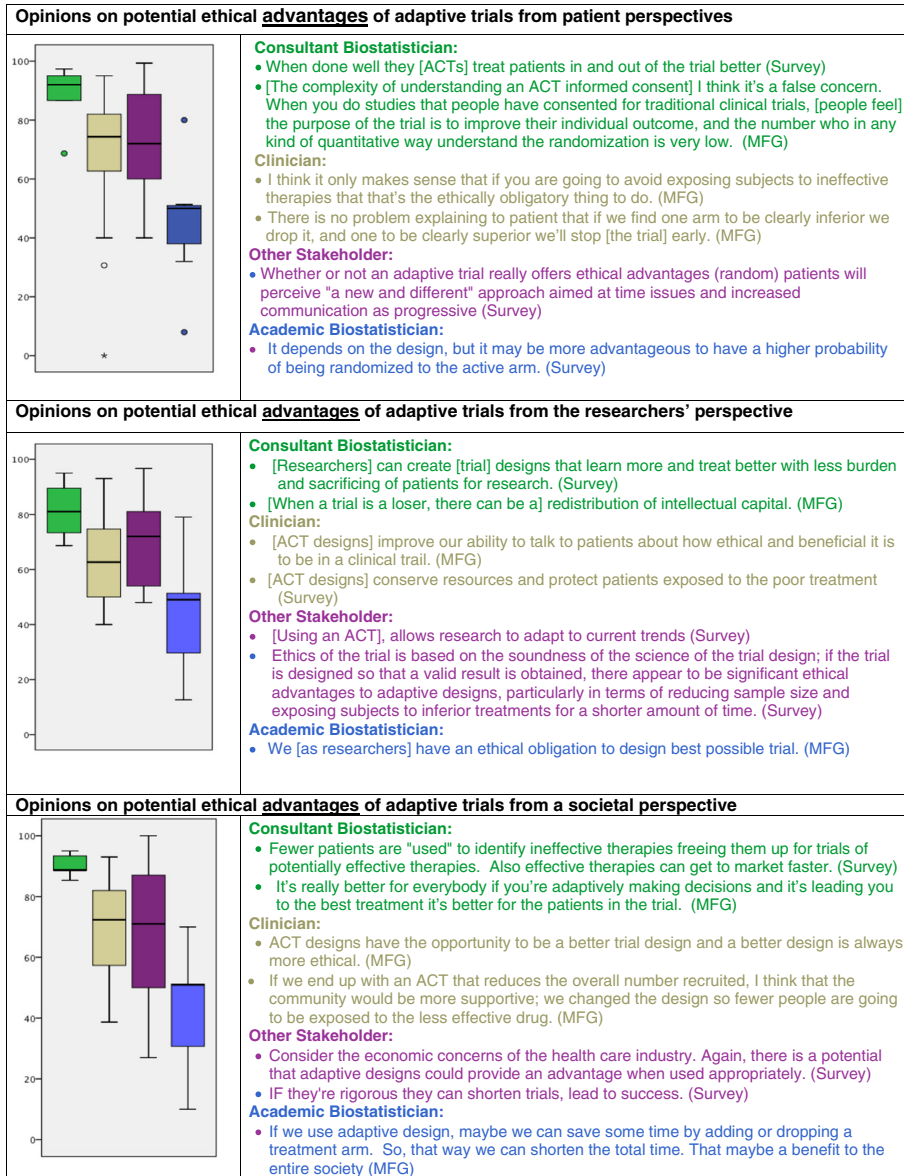 Opinions on potential ethical advantages of adaptive trials from patient perspectives
100
80
60
40
20
0
*
Consultant Biostatistician:
• When done well they [ACTs] treat patients in and out of the trial better (Survey)
• [The complexity of understanding an ACT informed consent] I think it's a false concern.
When you do studies that people have consented for traditional clinical trials, [people feel]
the purpose of the trial is to improve their individual outcome, and the number who in any
kind of quantitative way understand the randomization is very low. (MFG)
Clinician:
• I think it only makes sense that if you are going to avoid exposing subjects to ineffective
therapies that that's the ethically obligatory thing to do. (MFG)
• There is no problem explaining to patient that if we find one arm to be clearly inferior we
drop it, and one to be clearly superior we'll stop [the trial] early. (MFG)
Other Stakeholder:
• Whether or not an adaptive trial really offers ethical advantages (random) patients will
perceive "a new and different" approach aimed at time issues and increased
communication as progressive (Survey)
Academic Biostatistician:
• It depends on the design, but it may be more advantageous to have a higher probability
of being randomized to the active arm. (Survey)
Opinions on potential ethical advantages of adaptive trials from the researchers' perspective
100
80
60
40
20
0
Consultant Biostatistician:
• [Researchers] can create [trial] designs that learn more and treat better with less burden
and sacrificing of patients for research. (Survey)
• [When a trial is a loser, there can be a] redistribution of intellectual capital. (MFG)
Clinician:
• [ACT designs] improve our ability to talk to patients about how ethical and beneficial it is
to be in a clinical trail. (MFG)
• [ACT designs] conserve resources and protect patients exposed to the poor treatment
(Survey)
Other Stakeholder:
• [Using an ACT], allows research to adapt to current trends (Survey)
• Ethics of the trial is based on the soundness of the science of the trial design; if the trial
is designed so that a valid result is obtained, there appear to be significant ethical
advantages to adaptive designs, particularly in terms of reducing sample size and
exposing subjects to inferior treatments for a shorter amount of time. (Survey)
Academic Biostatistician:
• We [as researchers] have an ethical obligation to design best possible trial. (MFG)
Opinions on potential ethical advantages of adaptive trials from a societal perspective
100
80
60
40
20
0
Consultant Biostatistician:
• Fewer patients are "used" to identify ineffective therapies freeing them up for trials of
potentially effective therapies. Also effective therapies can get to market faster. (Survey)
• It's really better for everybody if you're adaptively making decisions and it's leading you
to the best treatment it's better for the patients in the trial. (MFG)
Clinician:
• ACT designs have the opportunity to be a better trial design and a better design is always
more ethical. (MFG)
• If we end up with an ACT that reduces the overall number recruited, I think that the
community would be more supportive; we changed the design so fewer people are going
to be exposed to the less effective drug. (MFG)
Other Stakeholder:
• Consider the economic concerns of the health care industry. Again, there is a potential
that adaptive designs could provide an advantage when used appropriately. (Survey)
• IF they're rigorous they can shorten trials, lead to success. (Survey)
Academic Biostatistician:
• If we use adaptive design, maybe we can save some time by adding or dropping a
treatment arm. So, that way we can shorten the total time. That maybe a benefit to the
entire society (MFG)